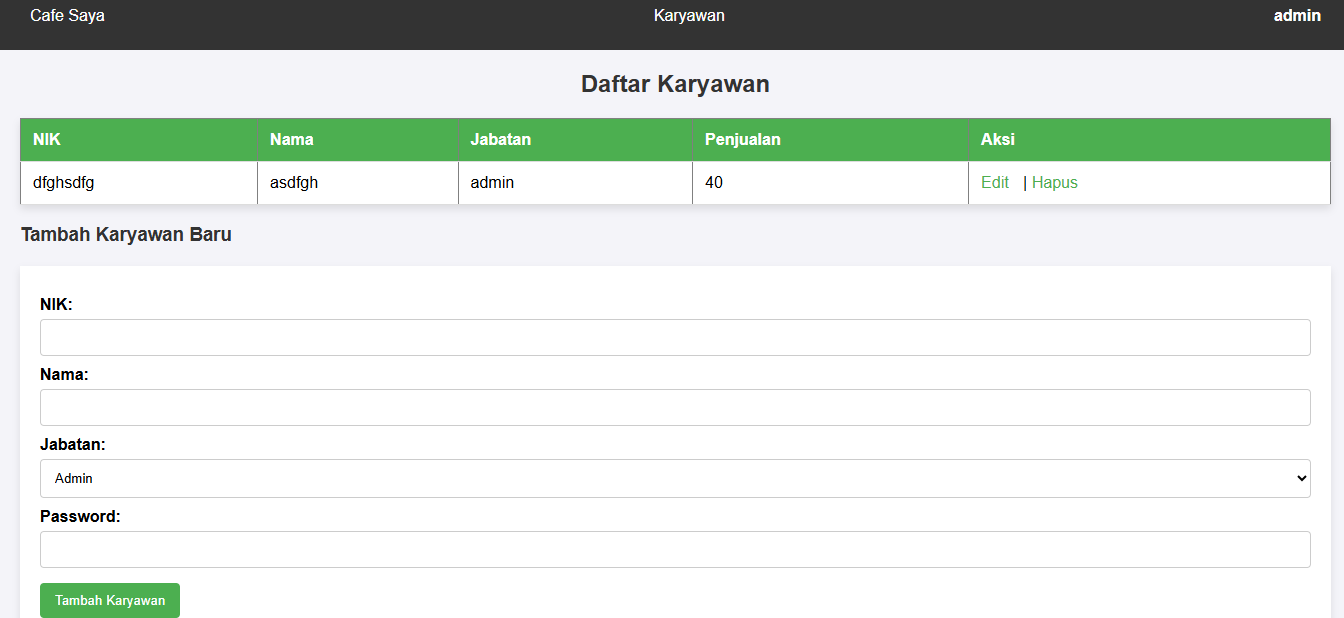 Cafe Saya Karyawan admin
Daftar Karyawan
NIK Nama Jabatan Penjualan Aksi
dfghsdfg asdfgh admin 40 Edit | Hapus
Tambah Karyawan Baru
NIK:
Nama:
Jabatan:
Admin
Password:
Tambah Karyawan